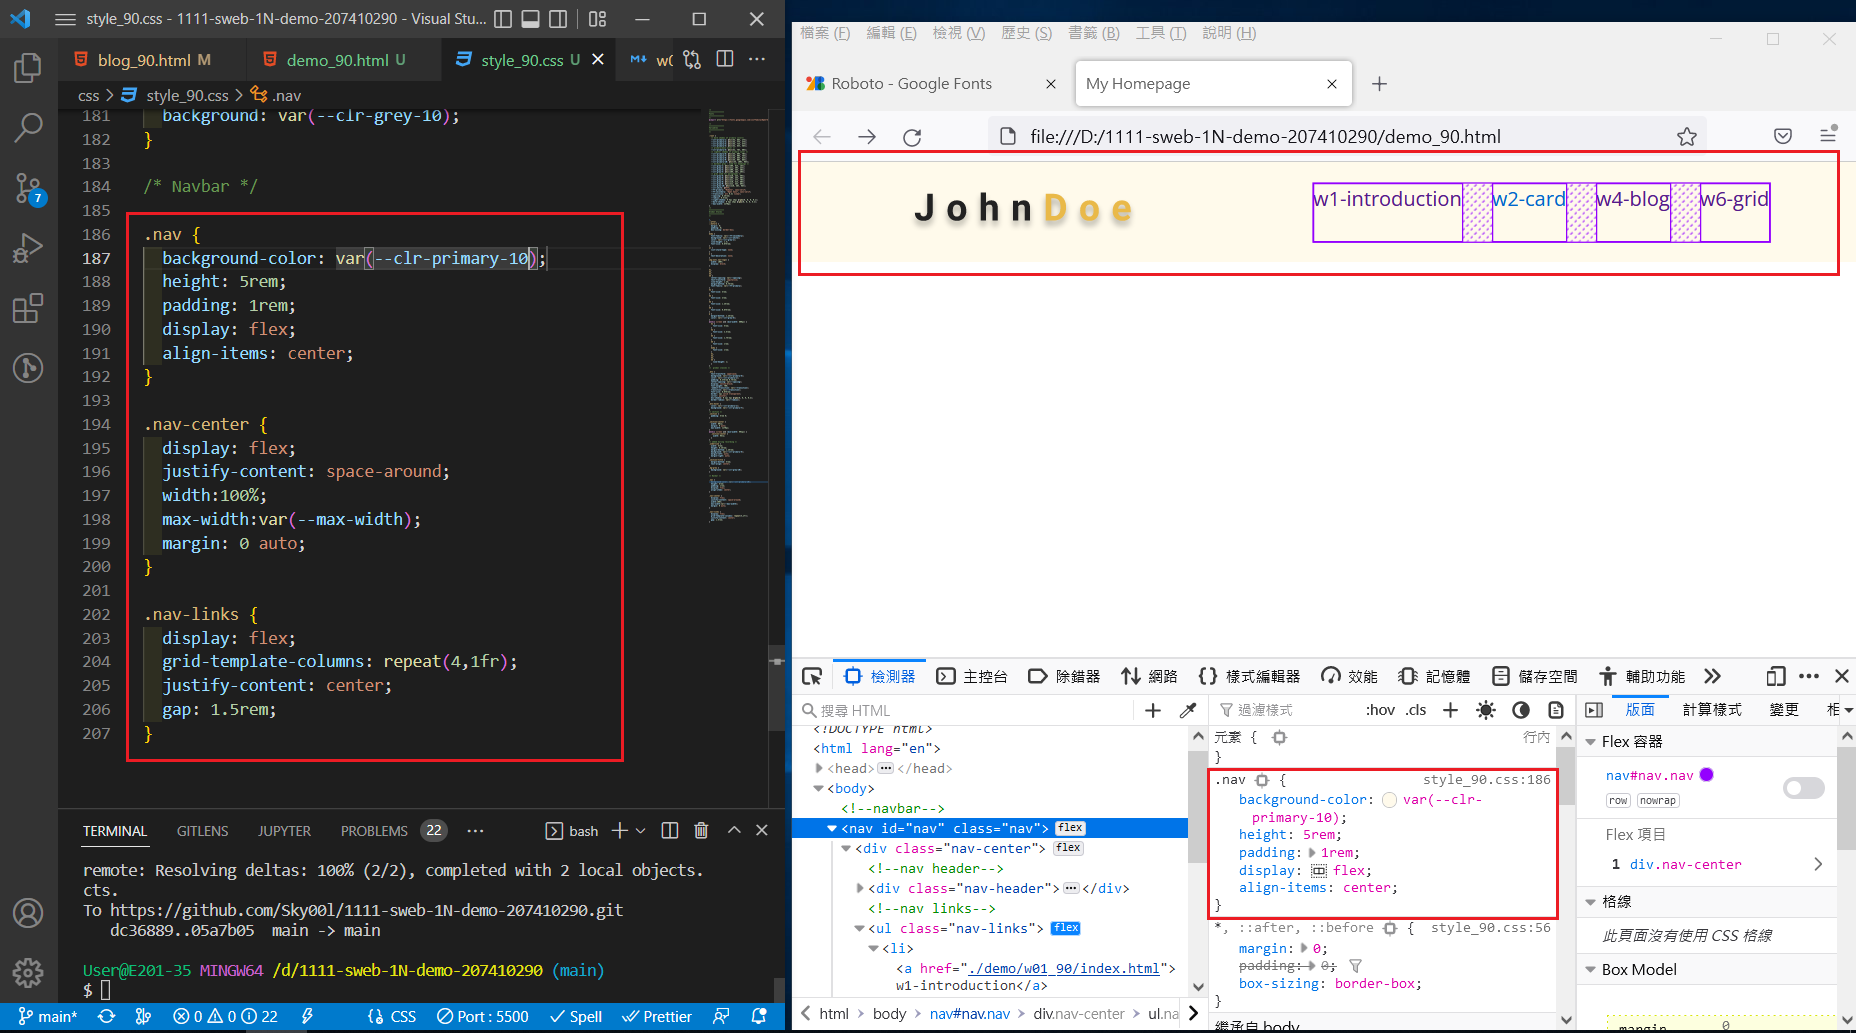 style_90.css - 1111-sweb-1N-demo-207410290 - Visual Stu...
blog_90.html M
demo_90.html U
style_90.css U
css > style_90.css > .nav
181 background: var(--clr-grey-10);
182 }
183
184 /* Navbar */
185
186 .nav {
187 background-color: var(--clr-primary-10);
188 height: 5rem;
189 padding: 1rem;
190 display: flex;
191 align-items: center;
192 }
193
194 .nav-center {
195 display: flex;
196 justify-content: space-around;
197 width:100%;
198 max-width:var(--max-width);
199 margin: 0 auto;
200 }
201
202 .nav-links {
203 display: flex;
204 grid-template-columns: repeat(4,1fr);
205 justify-content: center;
206 gap: 1.5rem;
207 }
7
TERMINAL GITLENS JUPYTER PROBLEMS 22 ... bash
remote: Resolving deltas: 100% (2/2), completed with 2 local objects.
cts.
To https://github.com/Sky00l/1111-sweb-1N-demo-207410290.git
dc36889..05a7b05 main -> main
User@E201-35 MINGW64 /d/1111-sweb-1N-demo-207410290 (main)
$
main* 0 0 22 CSS Port : 5500 Spell Prettier
檔案 (F) 編輯 (E) 檢視 (V) 歷史 (S) 書籤 (B) 工具 (T) 說明 (H)
Roboto - Google Fonts
My Homepage
file:///D:/1111-sweb-1N-demo-207410290/demo_90.html
JohnDoe
w1-introduction w2-card w4-blog w6-grid
檢測器 主控台 除錯器 網路 樣式編輯器 效能 記憶體 儲存空間 輔助功能
搜尋 HTML
<!DOCTYPE html>
<html lang="en">
<head> ... </head>
<body>
<!--navbar-->
<nav id="nav" class="nav"> flex
<div class="nav-center"> flex
<!--nav header-->
<div class="nav-header"> ... </div>
<!--nav links-->
<ul class="nav-links"> flex
<li>
<a href="./demo/w01_90/index.html">
w1-introduction</a>
html > body > nav#nav.nav > div.nav-center > ul.na
過濾樣式 :hov .cls
元素 { 行內
}
.nav { style_90.css:186
background-color: var(--clr-
primary-10);
height: 5rem;
padding: 1rem;
display: flex;
align-items: center;
}
*, ::after, ::before { style_90.css:56
margin: 0;
padding: 0;
box-sizing: border-box;
}
繼承自 body
版面 計算樣式 變更
Flex 容器
nav#nav.nav
row nowrap
Flex 項目
1 div.nav-center
格線
此頁面沒有使用 CSS 格線
Box Model
margin 0